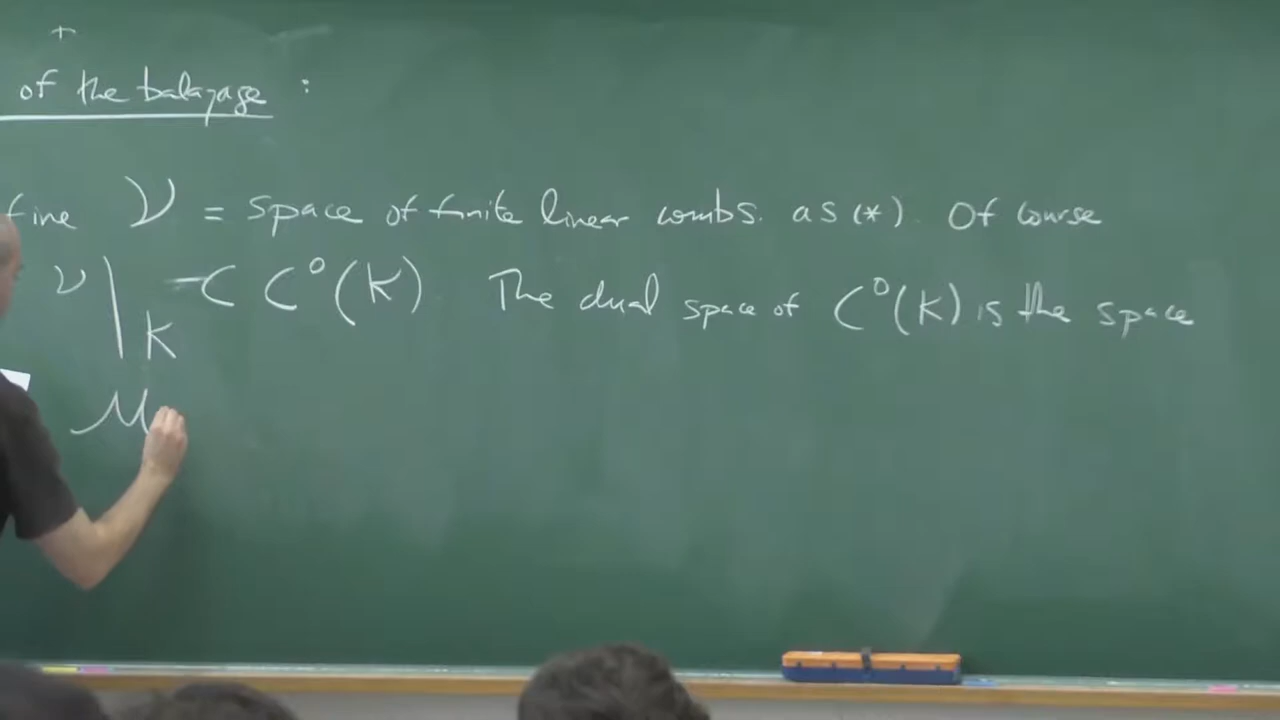 of the balayage :
fine 𝒱 = space of finite linear combs. as (*). Of course
𝒱|_K ⊂ C⁰(K) The dual space of C⁰(K) is the space
M